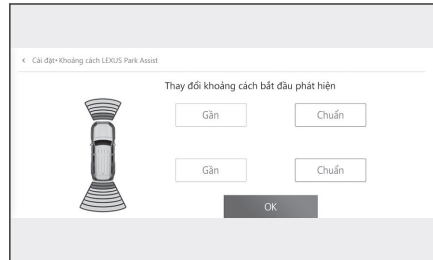 < Cài đặt•Khoảng cách LEXUS Park Assist
Thay đổi khoảng cách bắt đầu phát hiện
Gần Chuẩn
Gần Chuẩn
OK